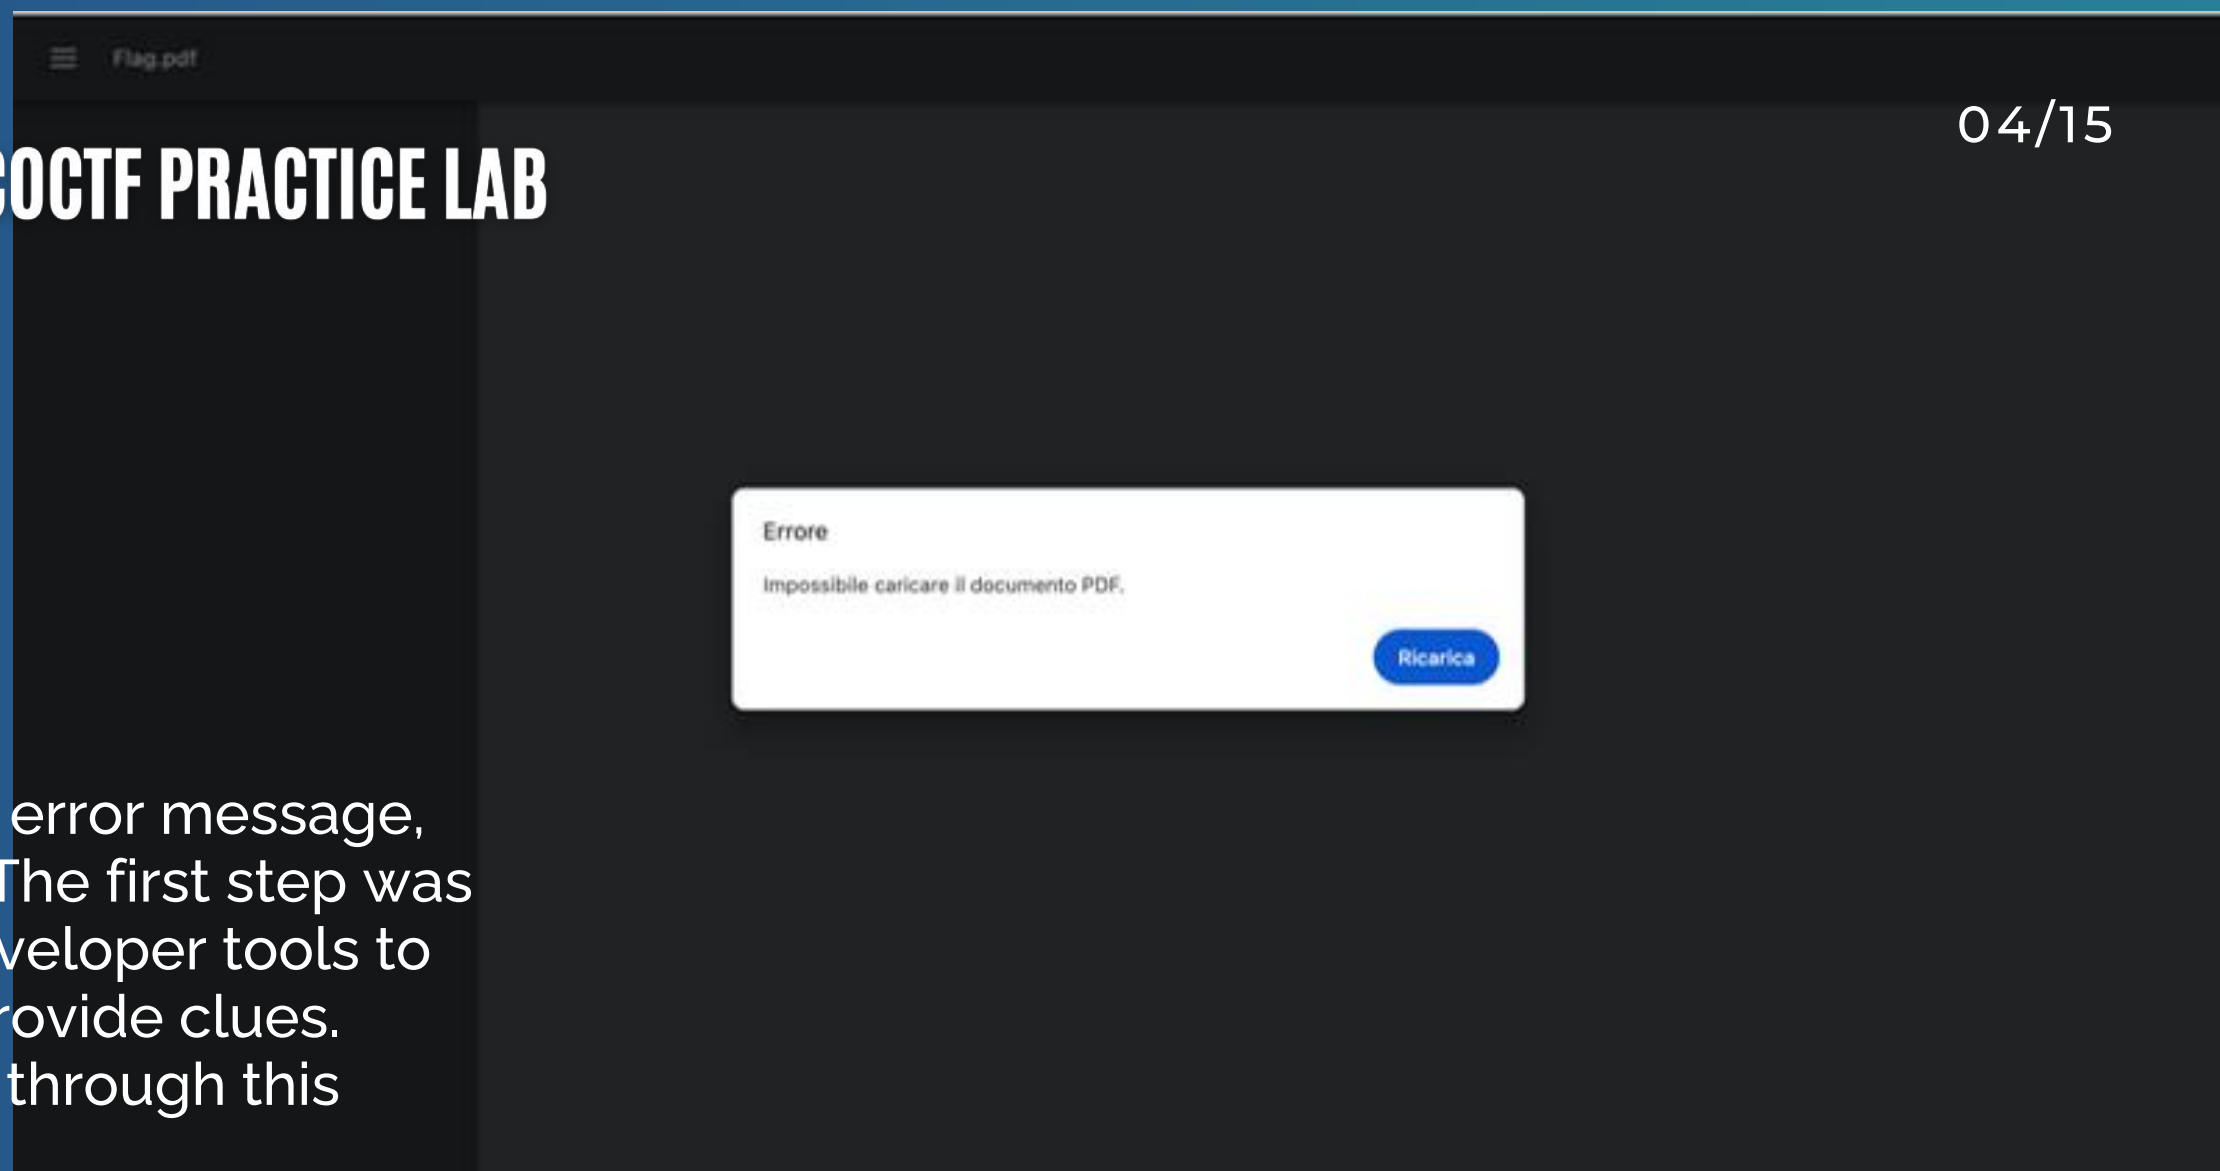 Flag.pdf
04/15
COCTF PRACTICE LAB
Errore
Impossibile caricare il documento PDF.
Ricarica
error message,
The first step was
veloper tools to
rovide clues.
through this